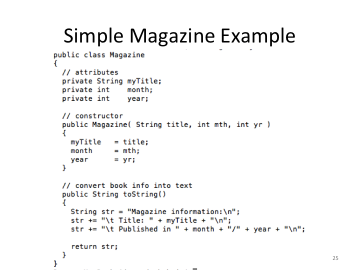 Simple Magazine Example
public class Magazine
{
// attributes
private String myTitle;
private int month;
private int year;
// constructor
public Magazine( String title, int mth, int yr )
{
myTitle = title;
month = mth;
year = yr;
}
// convert book info into text
public String toString()
{
String str = "Magazine information:\n";
str += "\t Title: " + myTitle + "\n";
str += "\t Published in " + month + "/" + year + "\n";
return str;
}
}
25